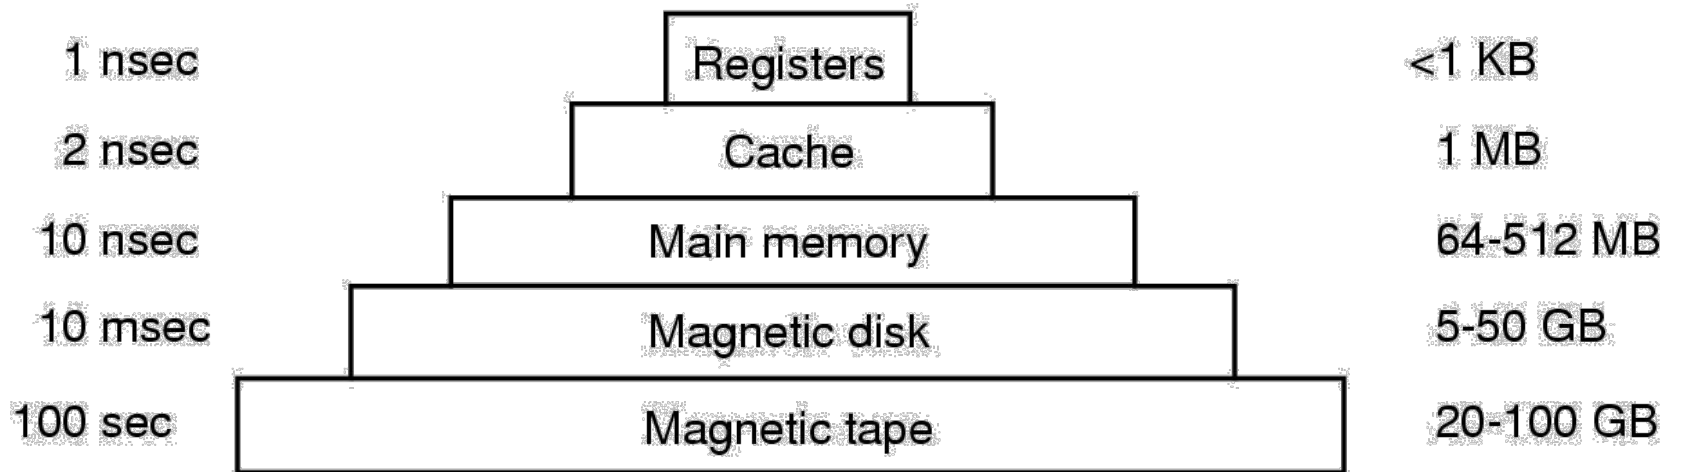 1 nsec Registers <1 KB
2 nsec Cache 1 MB
10 nsec Main memory 64-512 MB
10 msec Magnetic disk 5-50 GB
100 sec Magnetic tape 20-100 GB